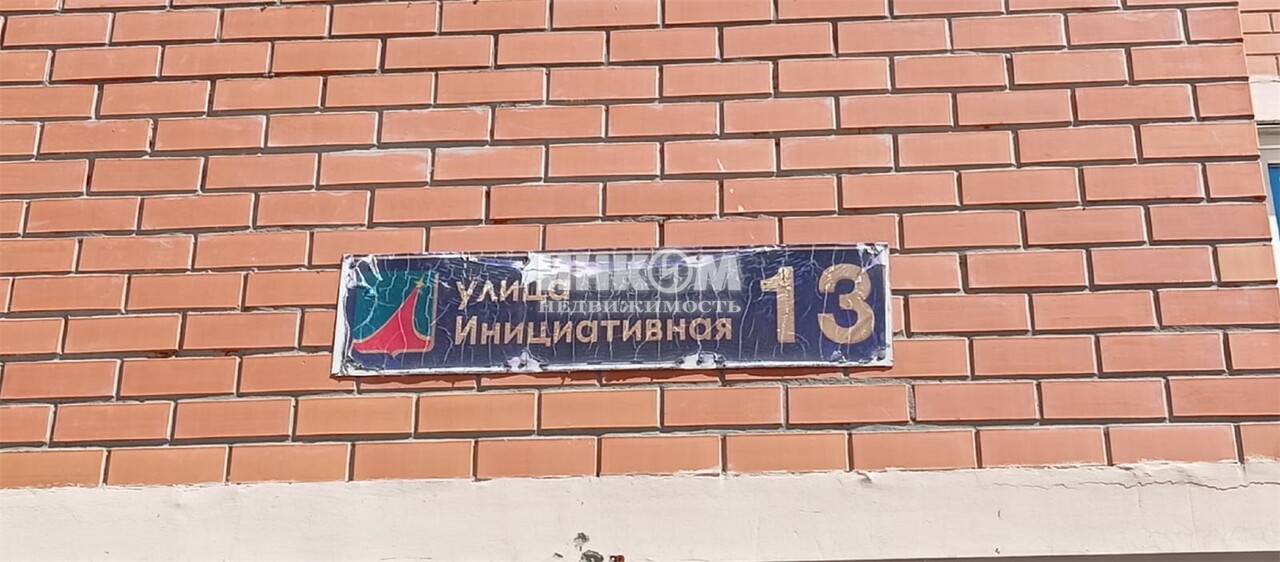 улица
Инициативная
13
ИНКОМ
НЕДВИЖИМОСТЬ